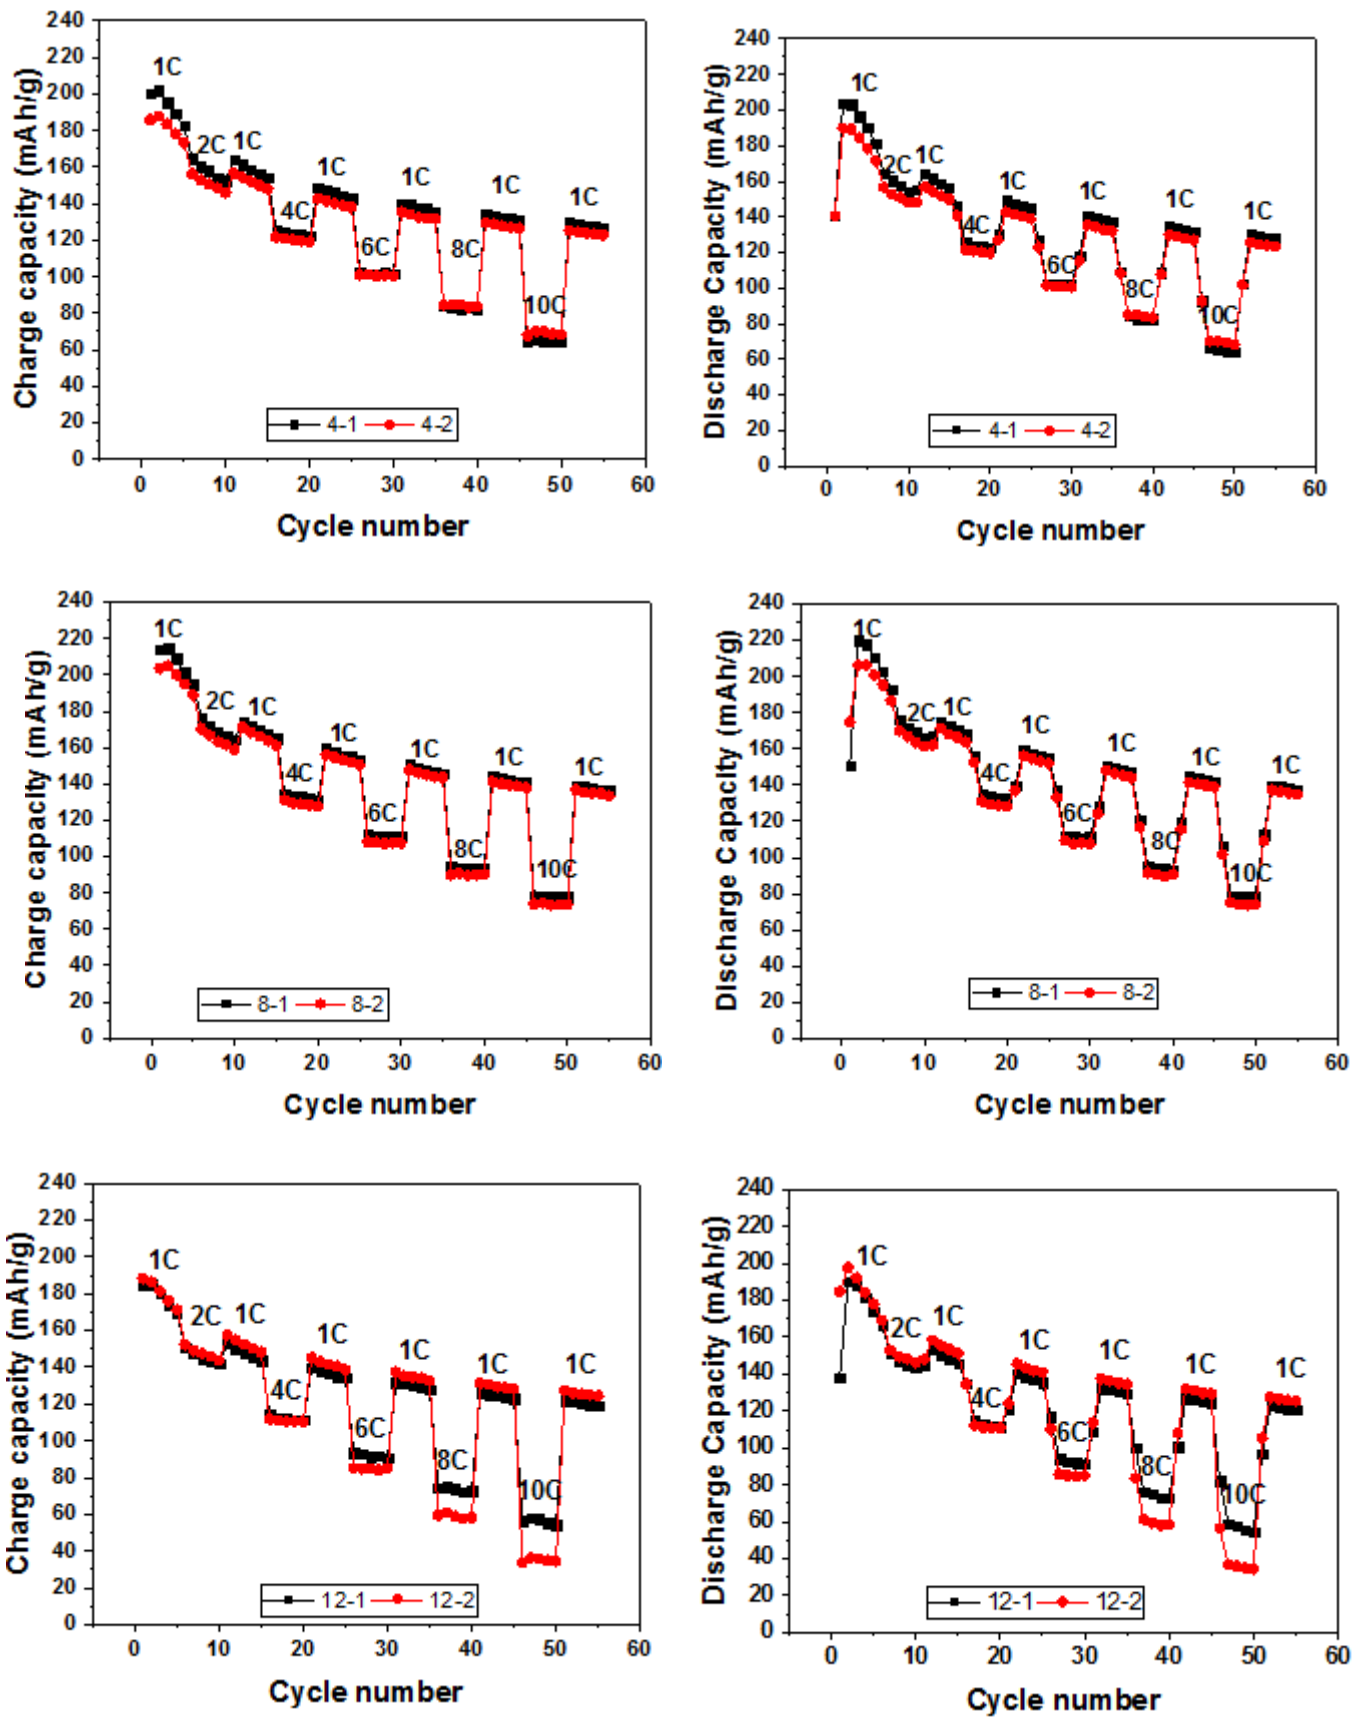 240
220
200
180
160
140
120
100
80
60
40
20
0
Charge capacity (mAh/g)
1C
2C
1C
4C
1C
6C
1C
8C
1C
10C
1C
4-1 4-2
0 10 20 30 40 50 60
Cycle number
240
220
200
180
160
140
120
100
80
60
40
20
0
Discharge Capacity (mAh/g)
1C
2C
1C
4C
1C
6C
1C
8C
1C
10C
1C
4-1 4-2
0 10 20 30 40 50 60
Cycle number
240
220
200
180
160
140
120
100
80
60
40
20
0
Charge capacity (mAh/g)
1C
2C
1C
4C
1C
6C
1C
8C
1C
10C
1C
8-1 8-2
0 10 20 30 40 50 60
Cycle number
240
220
200
180
160
140
120
100
80
60
40
20
0
Discharge Capacity (mAh/g)
1C
2C
1C
4C
1C
6C
1C
8C
1C
10C
1C
8-1 8-2
0 10 20 30 40 50 60
Cycle number
240
220
200
180
160
140
120
100
80
60
40
20
0
Charge capacity (mAh/g)
1C
2C
1C
4C
1C
6C
1C
8C
1C
10C
1C
12-1 12-2
0 10 20 30 40 50 60
Cycle number
240
220
200
180
160
140
120
100
80
60
40
20
0
Discharge Capacity (mAh/g)
1C
2C
1C
4C
1C
6C
1C
8C
1C
10C
1C
12-1 12-2
0 10 20 30 40 50 60
Cycle number